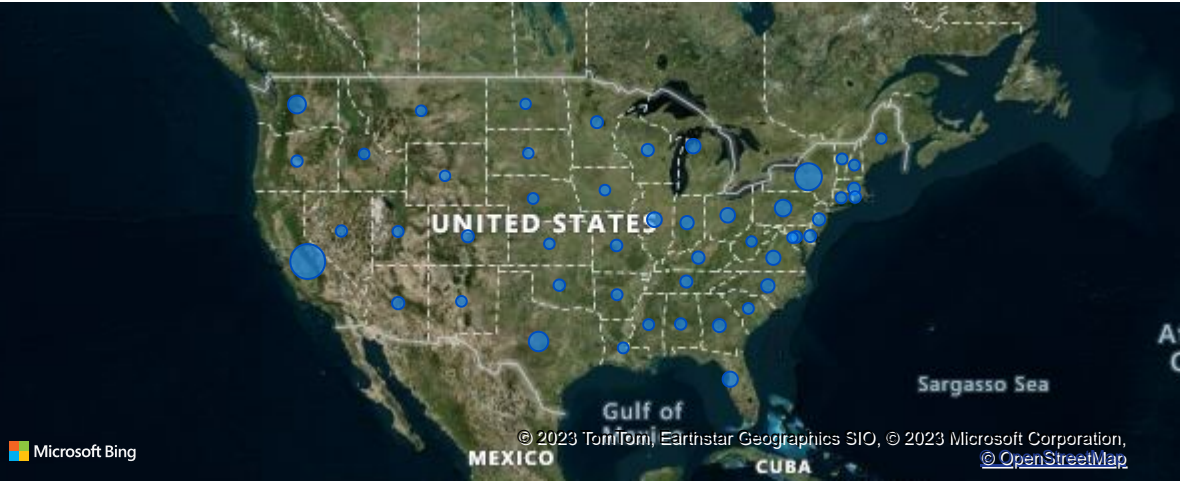 UNITED STATES
Sargasso Sea
Gulf of
Mexico
MEXICO
CUBA
Microsoft Bing
© 2023 TomTom, Earthstar Geographics SIO, © 2023 Microsoft Corporation,
© OpenStreetMap